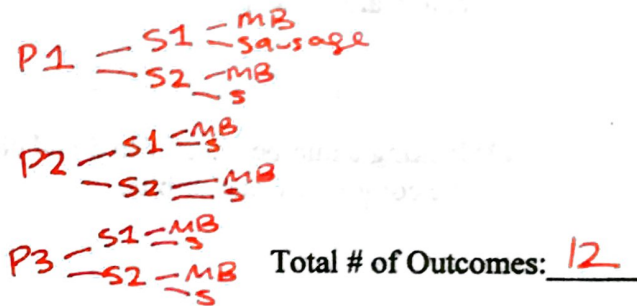 P1 S1 MB
sausage
S2 MB
S
P2 S1 MB
S
S2 MB
S
P3 S1 MB
S
S2 MB
S
Total # of Outcomes: 12